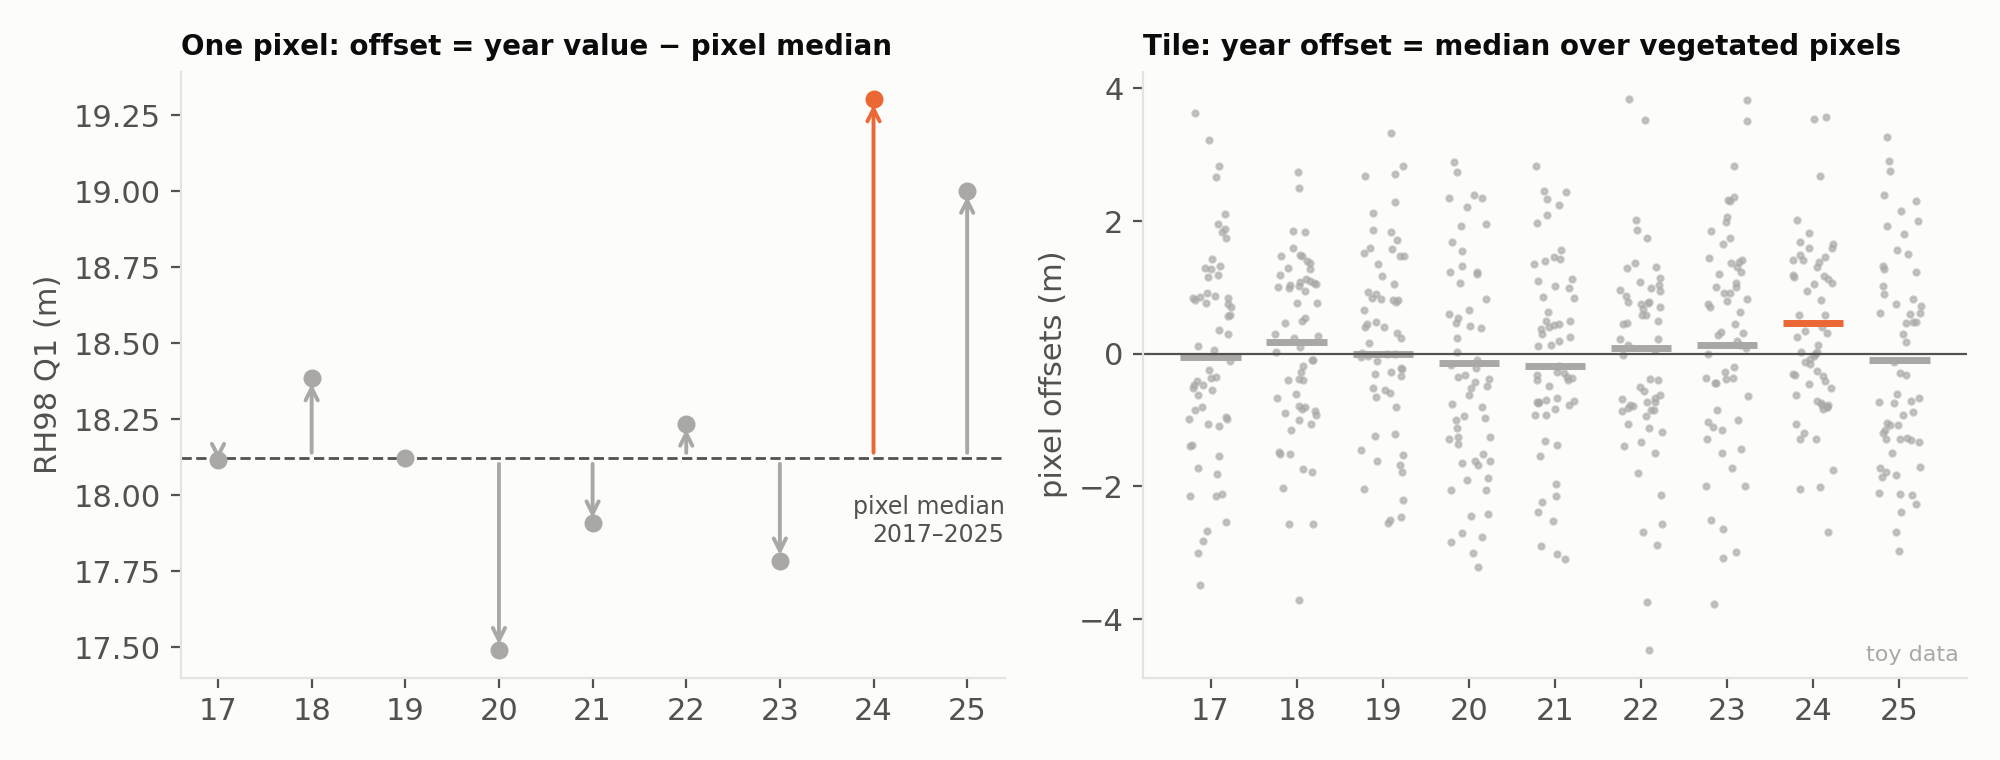 One pixel: offset = year value − pixel median
RH98 Q1 (m)
19.25
19.00
18.75
18.50
18.25
18.00
17.75
17.50
pixel median
2017–2025
17 18 19 20 21 22 23 24 25
Tile: year offset = median over vegetated pixels
pixel offsets (m)
4
2
0
−2
−4
toy data
17 18 19 20 21 22 23 24 25